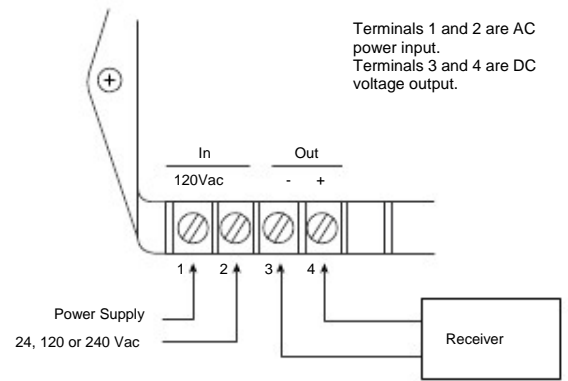 Terminals 1 and 2 are AC
power input.
Terminals 3 and 4 are DC
voltage output.
In Out
120Vac - +
1 2 3 4
Power Supply
24, 120 or 240 Vac
Receiver